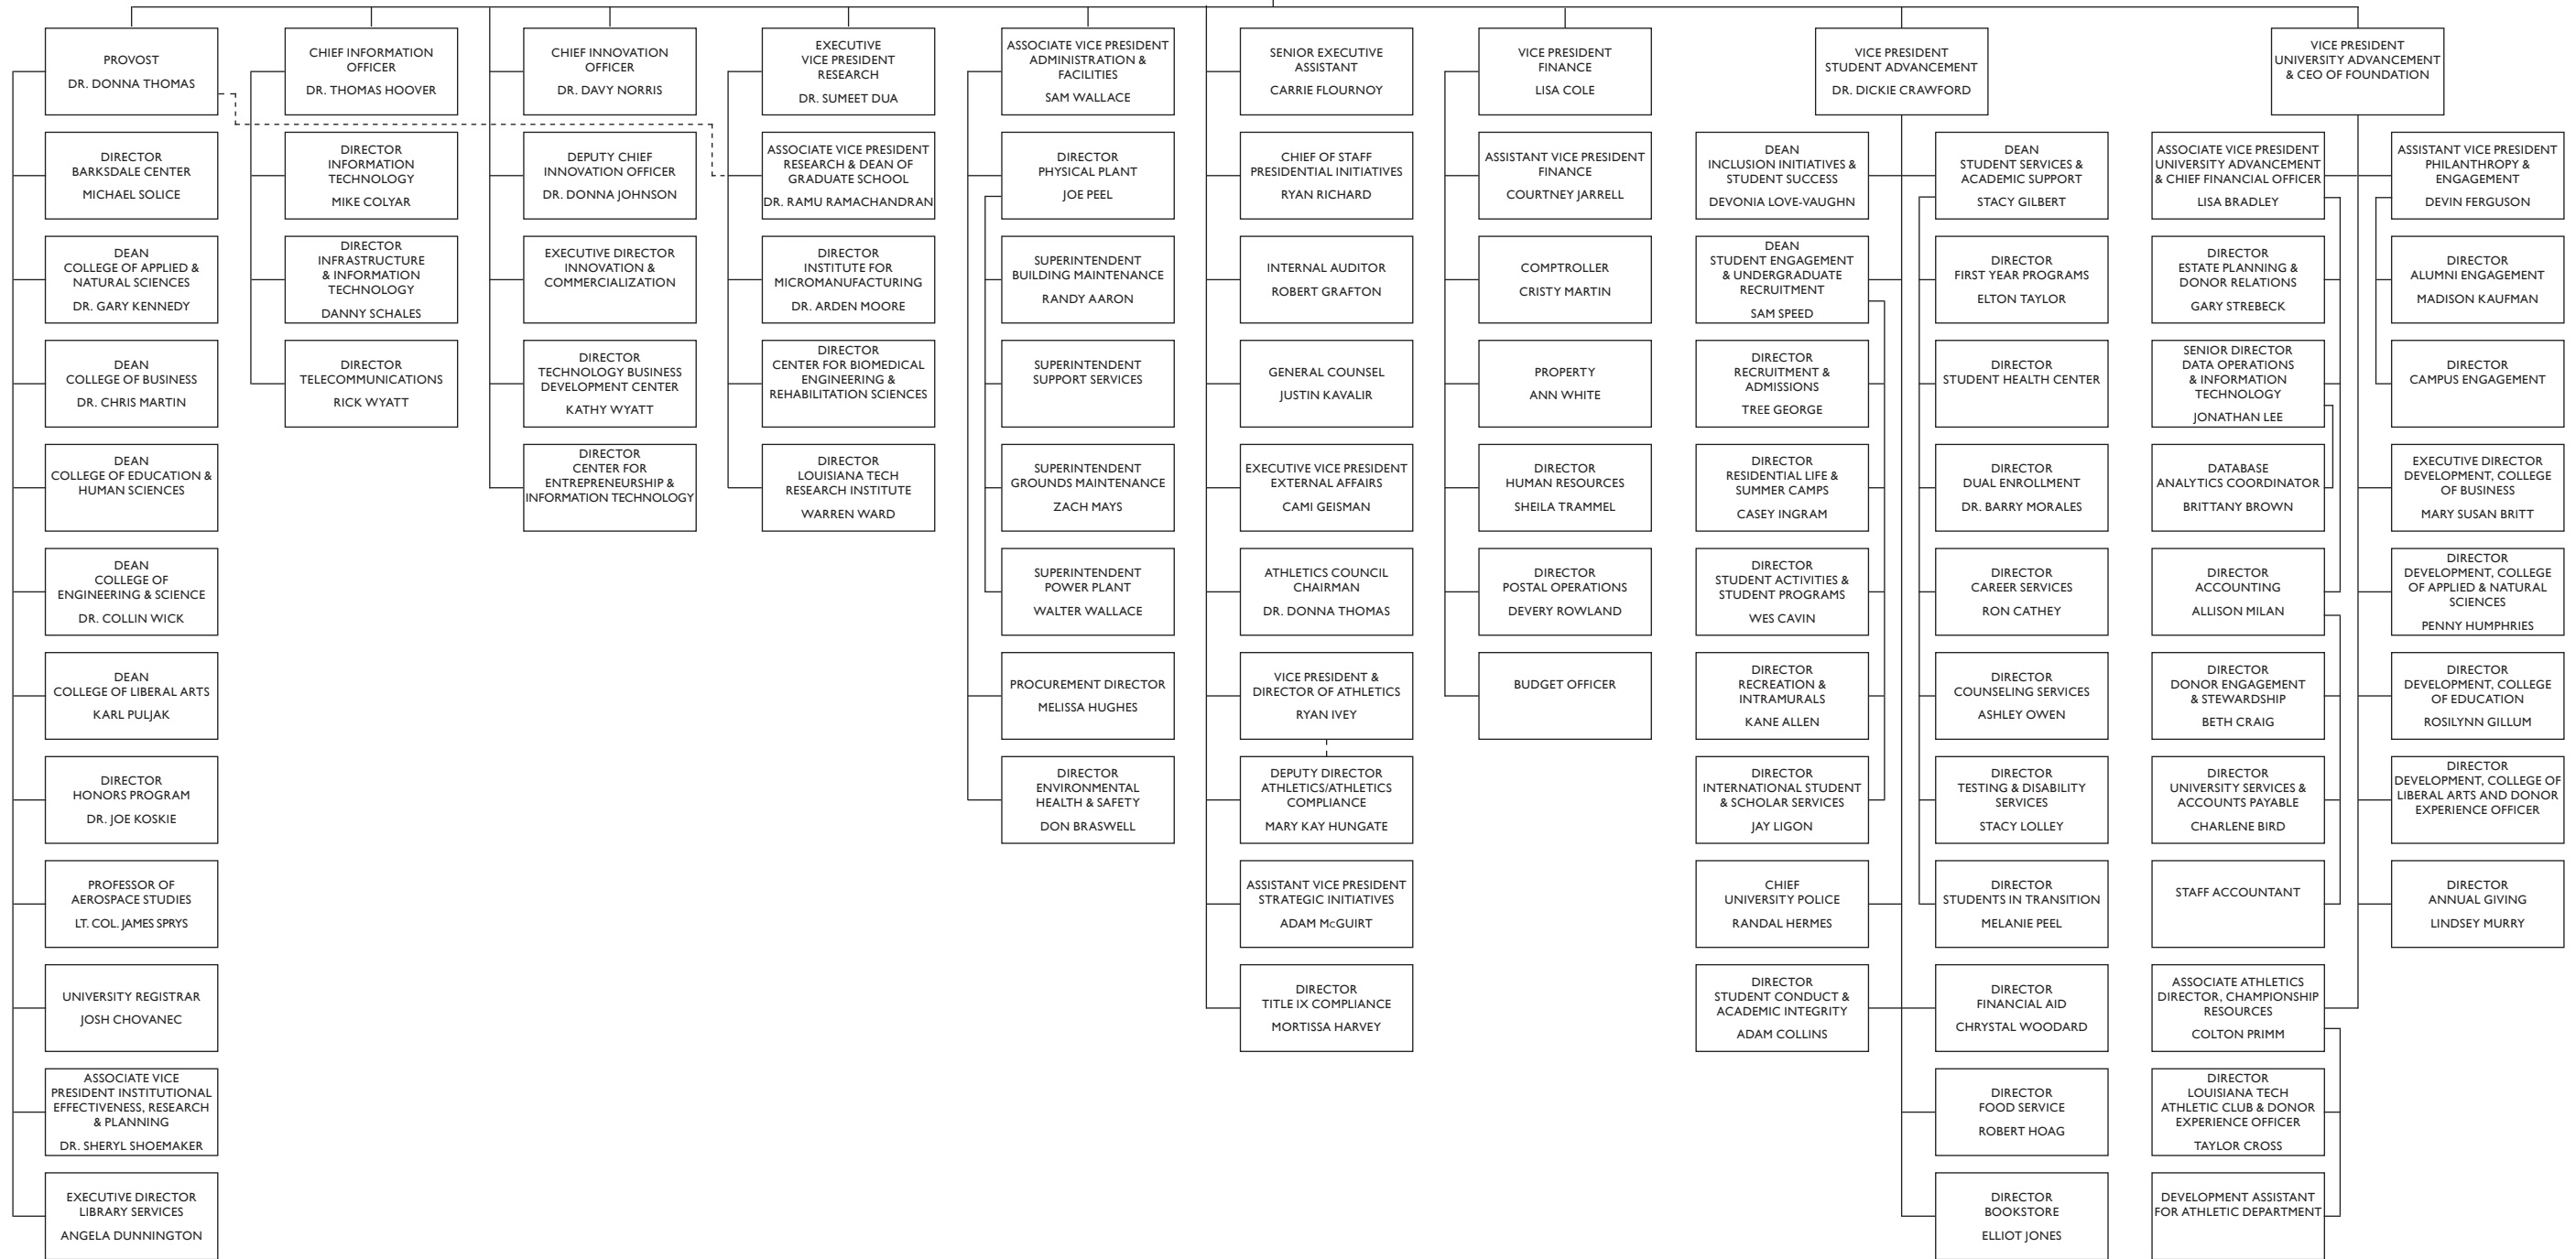 PROVOST
DR. DONNA THOMAS
DIRECTOR
BARKSDALE CENTER
MICHAEL SOLICE
DEAN
COLLEGE OF APPLIED &
NATURAL SCIENCES
DR. GARY KENNEDY
DEAN
COLLEGE OF BUSINESS
DR. CHRIS MARTIN
DEAN
COLLEGE OF EDUCATION &
HUMAN SCIENCES
DEAN
COLLEGE OF
ENGINEERING & SCIENCE
DR. COLLIN WICK
DEAN
COLLEGE OF LIBERAL ARTS
KARL PULJAK
DIRECTOR
HONORS PROGRAM
DR. JOE KOSKIE
PROFESSOR OF
AEROSPACE STUDIES
LT. COL. JAMES SPRYS
UNIVERSITY REGISTRAR
JOSH CHOVANEC
ASSOCIATE VICE
PRESIDENT INSTITUTIONAL
EFFECTIVENESS, RESEARCH
& PLANNING
DR. SHERYL SHOEMAKER
EXECUTIVE DIRECTOR
LIBRARY SERVICES
ANGELA DUNNINGTON
CHIEF INFORMATION
OFFICER
DR. THOMAS HOOVER
DIRECTOR
INFORMATION
TECHNOLOGY
MIKE COLYAR
DIRECTOR
INFRASTRUCTURE
& INFORMATION
TECHNOLOGY
DANNY SCHALES
DIRECTOR
TELECOMMUNICATIONS
RICK WYATT
CHIEF INNOVATION
OFFICER
DR. DAVY NORRIS
DEPUTY CHIEF
INNOVATION OFFICER
DR. DONNA JOHNSON
EXECUTIVE DIRECTOR
INNOVATION &
COMMERCIALIZATION
DIRECTOR
TECHNOLOGY BUSINESS
DEVELOPMENT CENTER
KATHY WYATT
DIRECTOR
CENTER FOR
ENTREPRENEURSHIP &
INFORMATION TECHNOLOGY
EXECUTIVE
VICE PRESIDENT
RESEARCH
DR. SUMEET DUA
ASSOCIATE VICE PRESIDENT
RESEARCH & DEAN OF
GRADUATE SCHOOL
DR. RAMU RAMACHANDRAN
DIRECTOR
INSTITUTE FOR
MICROMANUFACTURING
DR. ARDEN MOORE
DIRECTOR
CENTER FOR BIOMEDICAL
ENGINEERING &
REHABILITATION SCIENCES
DIRECTOR
LOUISIANA TECH
RESEARCH INSTITUTE
WARREN WARD
ASSOCIATE VICE PRESIDENT
ADMINISTRATION &
FACILITIES
SAM WALLACE
DIRECTOR
PHYSICAL PLANT
JOE PEEL
SUPERINTENDENT
BUILDING MAINTENANCE
RANDY AARON
SUPERINTENDENT
SUPPORT SERVICES
SUPERINTENDENT
GROUNDS MAINTENANCE
ZACH MAYS
SUPERINTENDENT
POWER PLANT
WALTER WALLACE
PROCUREMENT DIRECTOR
MELISSA HUGHES
DIRECTOR
ENVIRONMENTAL
HEALTH & SAFETY
DON BRASWELL
SENIOR EXECUTIVE
ASSISTANT
CARRIE FLOURNOY
CHIEF OF STAFF
PRESIDENTIAL INITIATIVES
RYAN RICHARD
INTERNAL AUDITOR
ROBERT GRAFTON
GENERAL COUNSEL
JUSTIN KAVALIR
EXECUTIVE VICE PRESIDENT
EXTERNAL AFFAIRS
CAMI GEISMAN
ATHLETICS COUNCIL
CHAIRMAN
DR. DONNA THOMAS
VICE PRESIDENT &
DIRECTOR OF ATHLETICS
RYAN IVEY
DEPUTY DIRECTOR
ATHLETICS/ATHLETICS
COMPLIANCE
MARY KAY HUNGATE
ASSISTANT VICE PRESIDENT
STRATEGIC INITIATIVES
ADAM McGUIRT
DIRECTOR
TITLE IX COMPLIANCE
MORTISSA HARVEY
VICE PRESIDENT
FINANCE
LISA COLE
ASSISTANT VICE PRESIDENT
FINANCE
COURTNEY JARRELL
COMPTROLLER
CRISTY MARTIN
PROPERTY
ANN WHITE
DIRECTOR
HUMAN RESOURCES
SHEILA TRAMMEL
DIRECTOR
POSTAL OPERATIONS
DEVERY ROWLAND
BUDGET OFFICER
VICE PRESIDENT
STUDENT ADVANCEMENT
DR. DICKIE CRAWFORD
DEAN
INCLUSION INITIATIVES &
STUDENT SUCCESS
DEVONIA LOVE-VAUGHN
DEAN
STUDENT ENGAGEMENT
& UNDERGRADUATE
RECRUITMENT
SAM SPEED
DIRECTOR
RECRUITMENT &
ADMISSIONS
TREE GEORGE
DIRECTOR
RESIDENTIAL LIFE &
SUMMER CAMPS
CASEY INGRAM
DIRECTOR
STUDENT ACTIVITIES &
STUDENT PROGRAMS
WES CAVIN
DIRECTOR
RECREATION &
INTRAMURALS
KANE ALLEN
DIRECTOR
INTERNATIONAL STUDENT
& SCHOLAR SERVICES
JAY LIGON
CHIEF
UNIVERSITY POLICE
RANDAL HERMES
DIRECTOR
STUDENT CONDUCT &
ACADEMIC INTEGRITY
ADAM COLLINS
DEAN
STUDENT SERVICES &
ACADEMIC SUPPORT
STACY GILBERT
DIRECTOR
FIRST YEAR PROGRAMS
ELTON TAYLOR
DIRECTOR
STUDENT HEALTH CENTER
DIRECTOR
DUAL ENROLLMENT
DR. BARRY MORALES
DIRECTOR
CAREER SERVICES
RON CATHEY
DIRECTOR
COUNSELING SERVICES
ASHLEY OWEN
DIRECTOR
TESTING & DISABILITY
SERVICES
STACY LOLLEY
DIRECTOR
STUDENTS IN TRANSITION
MELANIE PEEL
DIRECTOR
FINANCIAL AID
CHRYSTAL WOODARD
DIRECTOR
FOOD SERVICE
ROBERT HOAG
DIRECTOR
BOOKSTORE
ELLIOT JONES
VICE PRESIDENT
UNIVERSITY ADVANCEMENT
& CEO OF FOUNDATION
ASSOCIATE VICE PRESIDENT
UNIVERSITY ADVANCEMENT
& CHIEF FINANCIAL OFFICER
LISA BRADLEY
DIRECTOR
ESTATE PLANNING &
DONOR RELATIONS
GARY STREBECK
SENIOR DIRECTOR
DATA OPERATIONS
& INFORMATION
TECHNOLOGY
JONATHAN LEE
DATABASE
ANALYTICS COORDINATOR
BRITTANY BROWN
DIRECTOR
ACCOUNTING
ALLISON MILAN
DIRECTOR
DONOR ENGAGEMENT
& STEWARDSHIP
BETH CRAIG
DIRECTOR
UNIVERSITY SERVICES &
ACCOUNTS PAYABLE
CHARLENE BIRD
STAFF ACCOUNTANT
ASSOCIATE ATHLETICS
DIRECTOR, CHAMPIONSHIP
RESOURCES
COLTON PRIMM
DIRECTOR
LOUISIANA TECH
ATHLETIC CLUB & DONOR
EXPERIENCE OFFICER
TAYLOR CROSS
DEVELOPMENT ASSISTANT
FOR ATHLETIC DEPARTMENT
ASSISTANT VICE PRESIDENT
PHILANTHROPY &
ENGAGEMENT
DEVIN FERGUSON
DIRECTOR
ALUMNI ENGAGEMENT
MADISON KAUFMAN
DIRECTOR
CAMPUS ENGAGEMENT
EXECUTIVE DIRECTOR
DEVELOPMENT, COLLEGE
OF BUSINESS
MARY SUSAN BRITT
DIRECTOR
DEVELOPMENT, COLLEGE
OF APPLIED & NATURAL
SCIENCES
PENNY HUMPHRIES
DIRECTOR
DEVELOPMENT, COLLEGE
OF EDUCATION
ROSILYNN GILLUM
DIRECTOR
DEVELOPMENT, COLLEGE OF
LIBERAL ARTS AND DONOR
EXPERIENCE OFFICER
DIRECTOR
ANNUAL GIVING
LINDSEY MURRY